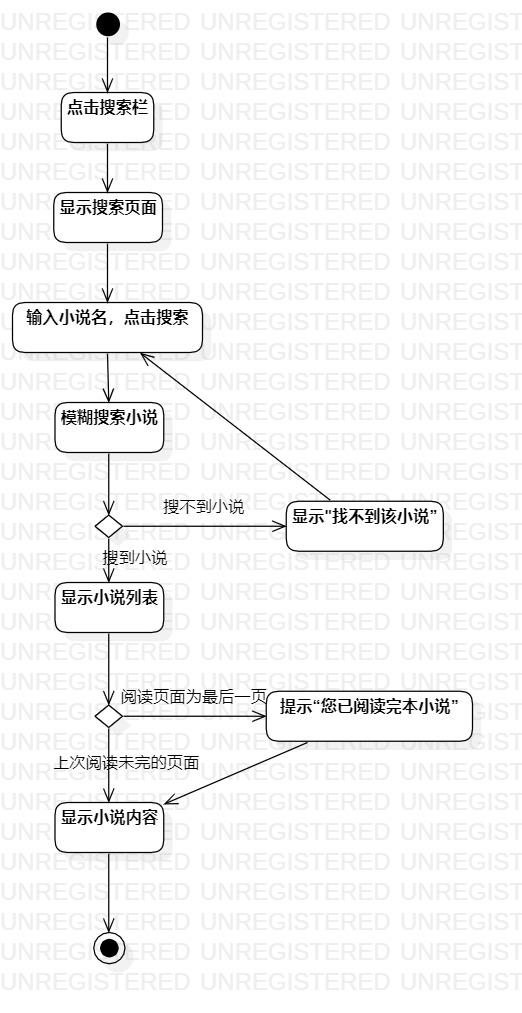 点击搜索栏
显示搜索页面
输入小说名，点击搜索
模糊搜索小说
搜不到小说
显示"找不到该小说”
搜到小说
显示小说列表
阅读页面为最后一页
提示“您已阅读完本小说”
上次阅读未完的页面
显示小说内容
UNREGISTERED